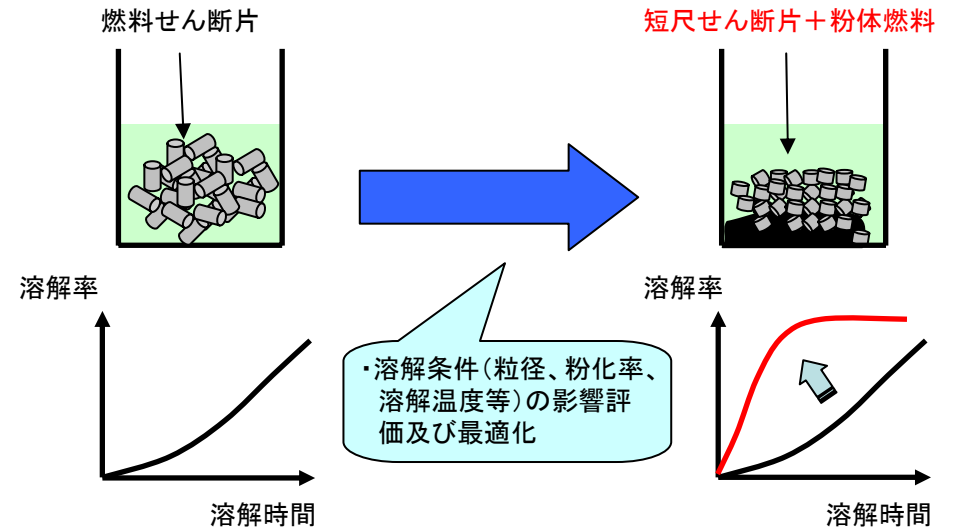 燃料せん断片
短尺せん断片＋粉体燃料
溶解率
溶解率
・溶解条件（粒径、粉化率、
溶解温度等）の影響評
価及び最適化
溶解時間
溶解時間